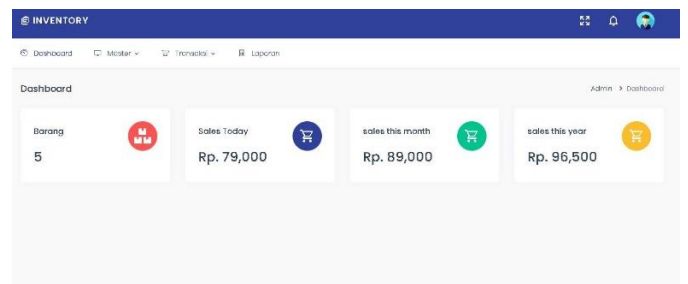 INVENTORY
Dashboard Master Transaksi Laporan
Dashboard
Admin > Dashboard
Barang
5
Sales Today
Rp. 79,000
sales this month
Rp. 89,000
sales this year
Rp. 96,500